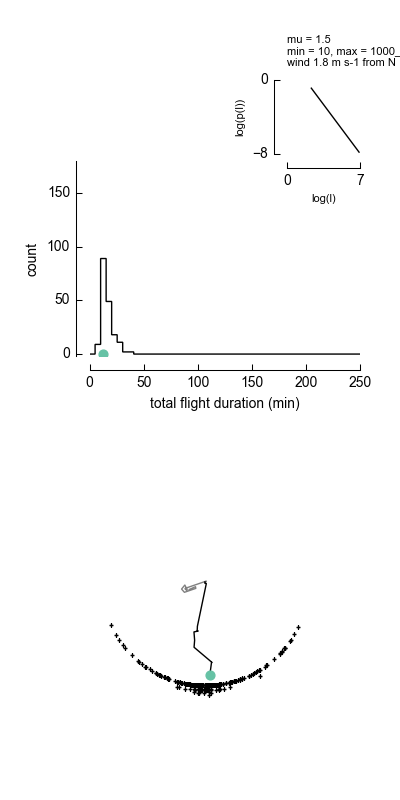 mu = 1.5
min = 10, max = 1000_
wind 1.8 m s-1 from N
0
log(p(l))
−8
0
7
log(l)
150
100
count
50
0
0
50
100
150
200
250
total flight duration (min)